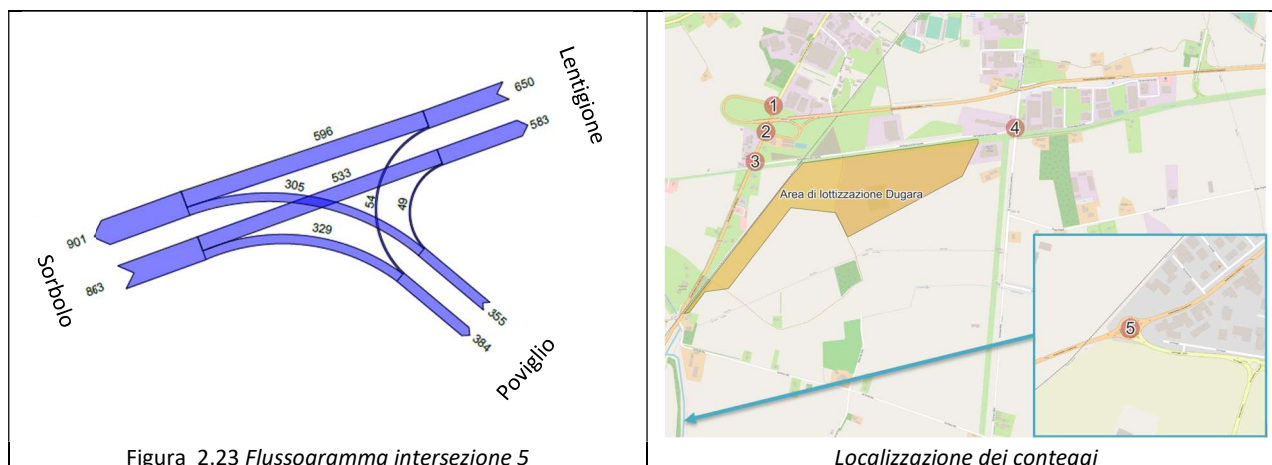 Lentigione
650
583
596
533
305
54
49
329
901
863
Sorbolo
355
384
Poviglio
Figura 2.23 Flussogramma intersezione 5
1
2
3
4
Area di lottizzazione Dugara
5
Localizzazione dei conteggi